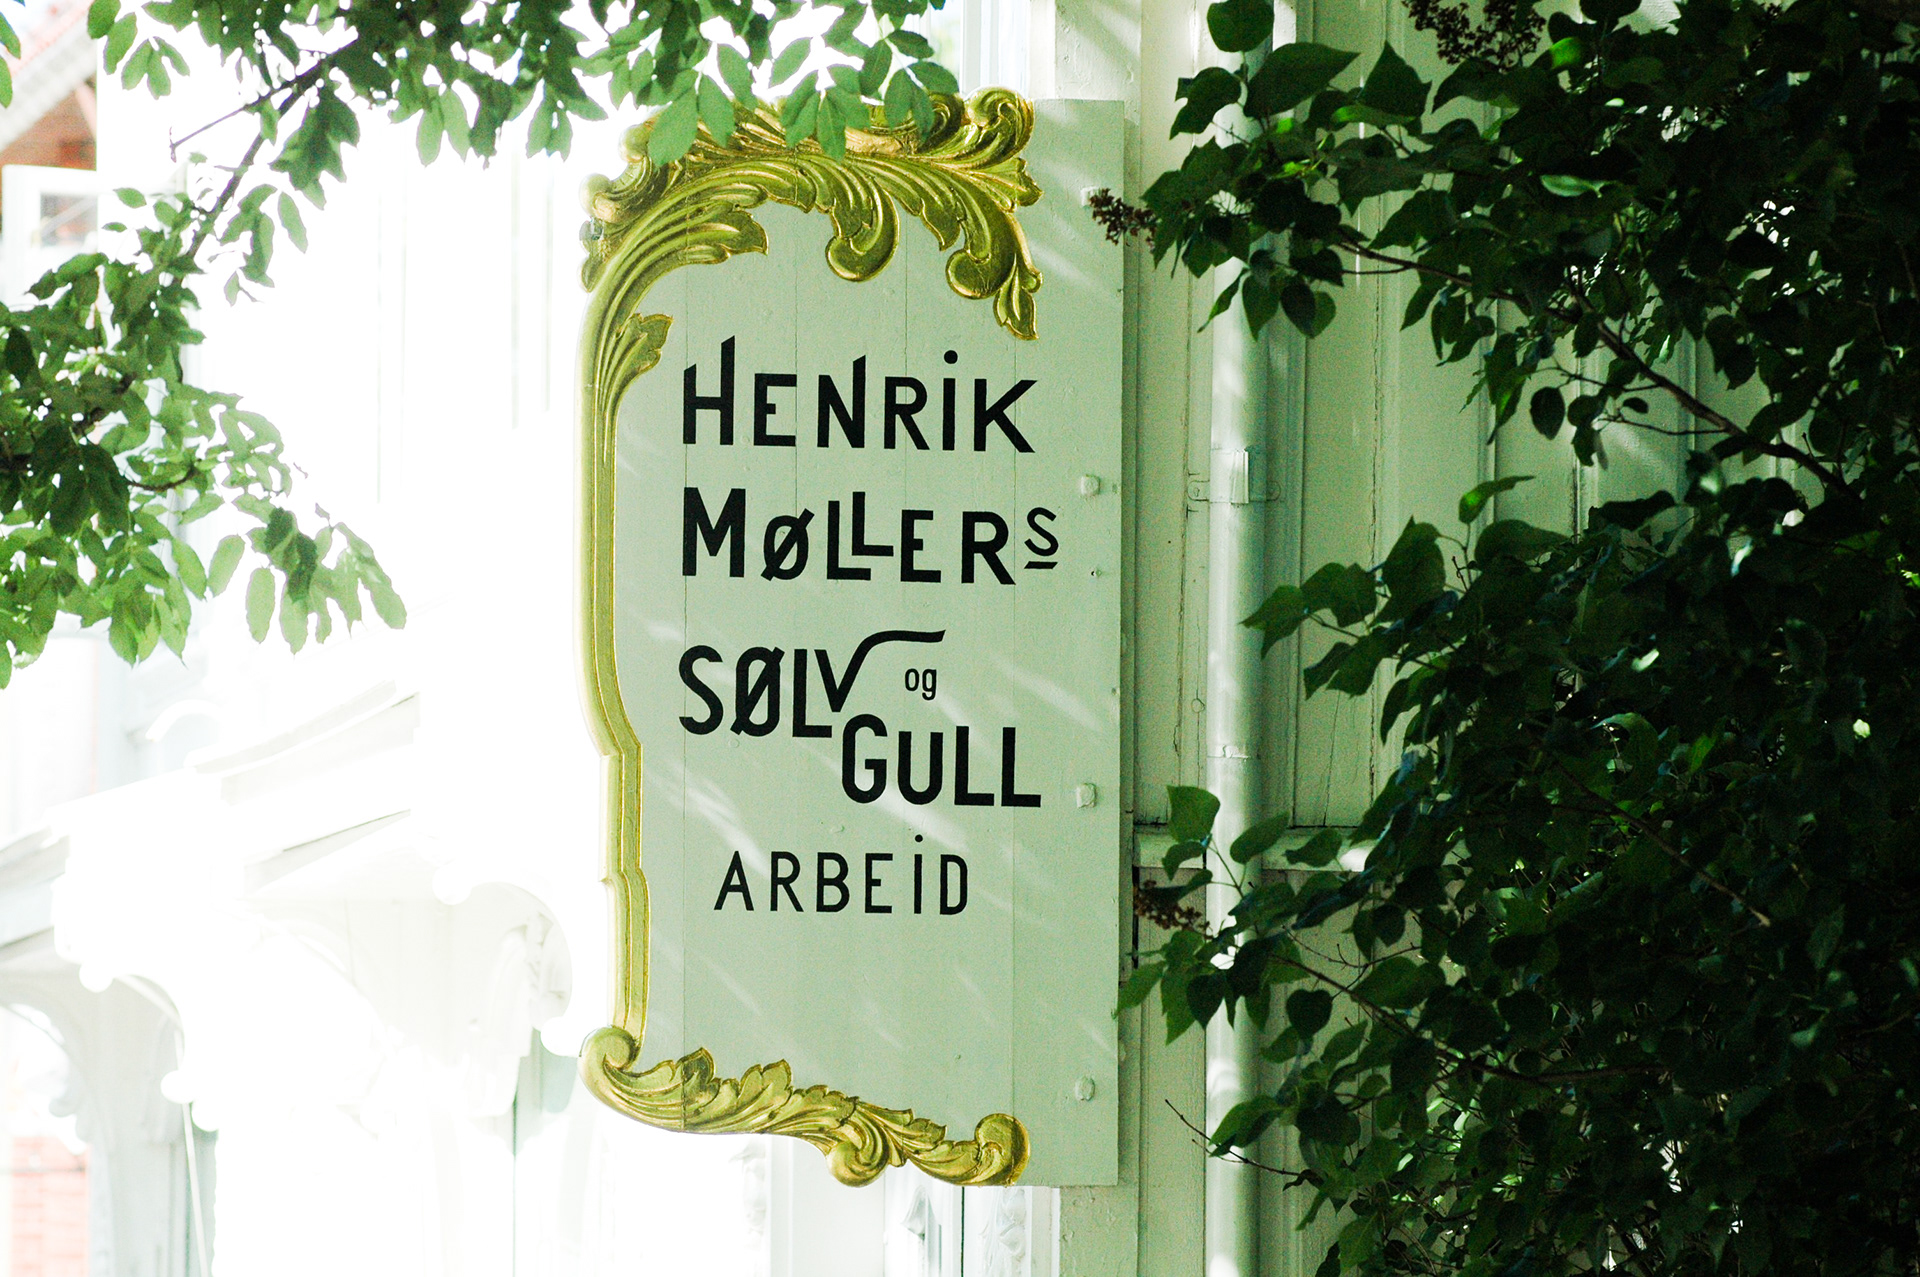 HENRIK
MØLLERS
SØLV og
GULL
ARBEID